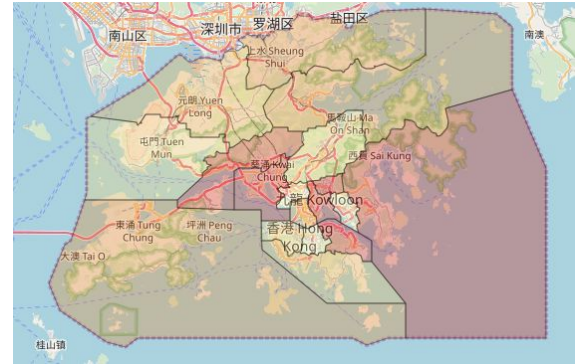 盐田区
深圳市
罗湖区
南山区
南澳
上水 Sheung
Shui
元朗 Yuen
Long
馬鞍山 Ma
On Shan
屯門 Tuen
Mun
西貢 Sai Kung
葵涌 Kwai
Chung
九龍 Kowloon
東涌 Tung
Chung
坪洲 Peng
Chau
香港 Hong
Kong
大澳 Tai O
桂山镇